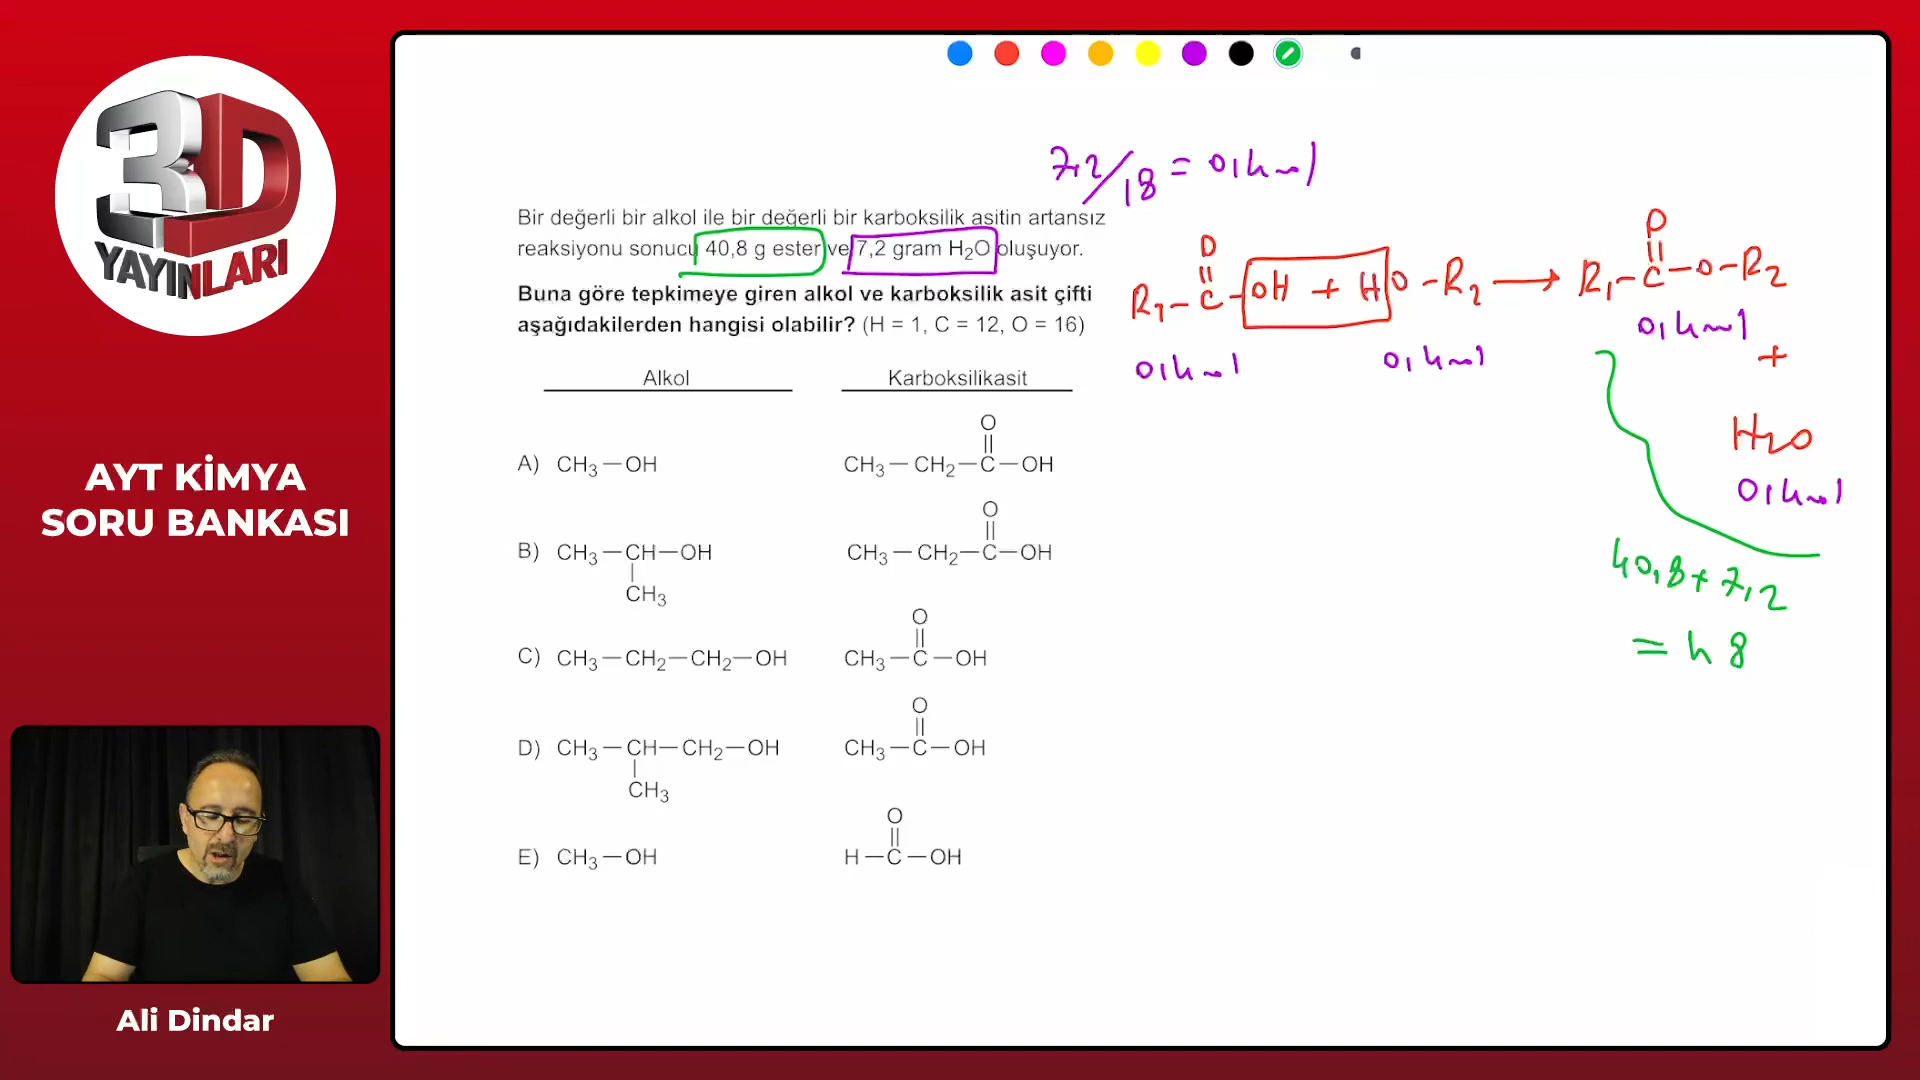 3D
YAYINLARI
AYT KİMYA
SORU BANKASI
Ali Dindar
7,2/18 = 0,4 mol
Bir değerli bir alkol ile bir değerli bir karboksilik asitin artansız
reaksiyonu sonucu 40,8 g ester ve 7,2 gram H₂O oluşuyor.
Buna göre tepkimeye giren alkol ve karboksilik asit çifti
aşağıdakilerden hangisi olabilir? (H = 1, C = 12, O = 16)
Alkol Karboksilikasit
O
||
A) CH₃—OH CH₃—CH₂—C—OH
O
||
B) CH₃—CH—OH CH₃—CH₂—C—OH
|
CH₃
O
||
C) CH₃—CH₂—CH₂—OH CH₃—C—OH
O
||
D) CH₃—CH—CH₂—OH CH₃—C—OH
|
CH₃
O
||
E) CH₃—OH H—C—OH
O O
|| ||
R₁—C—OH + HO—R₂ → R₁—C—O—R₂
0,4 mol 0,4 mol 0,4 mol
+
H₂O
0,4 mol
40,8 + 7,2
= 48